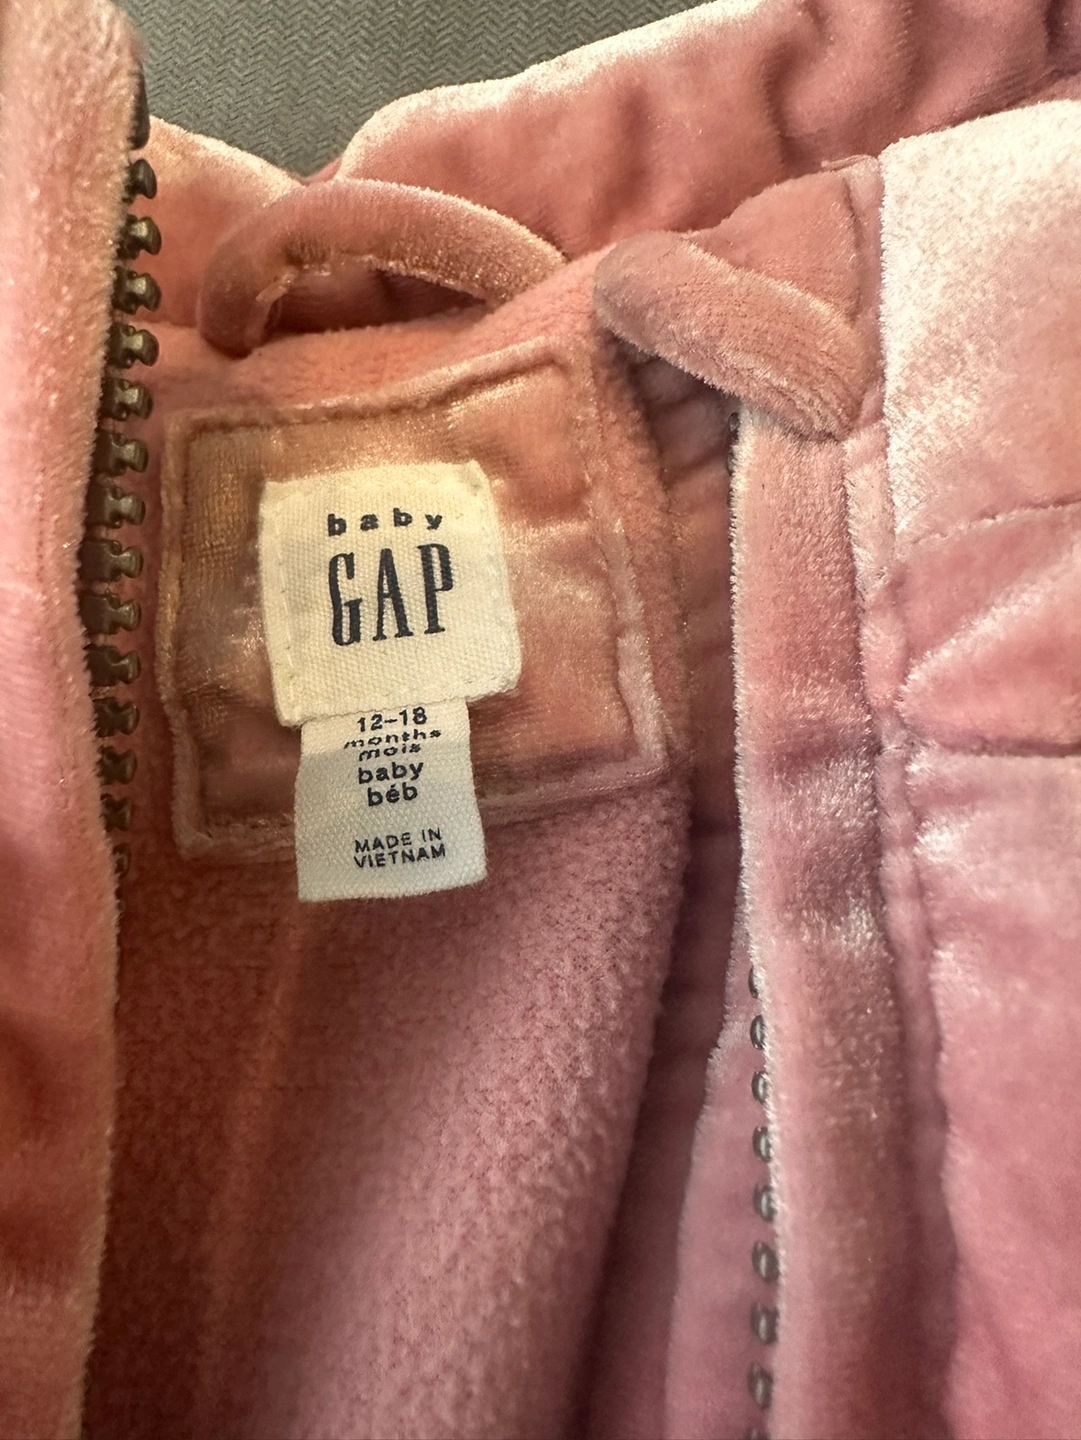 baby
GAP
12-18
months
mois
baby
béb
MADE IN
VIETNAM